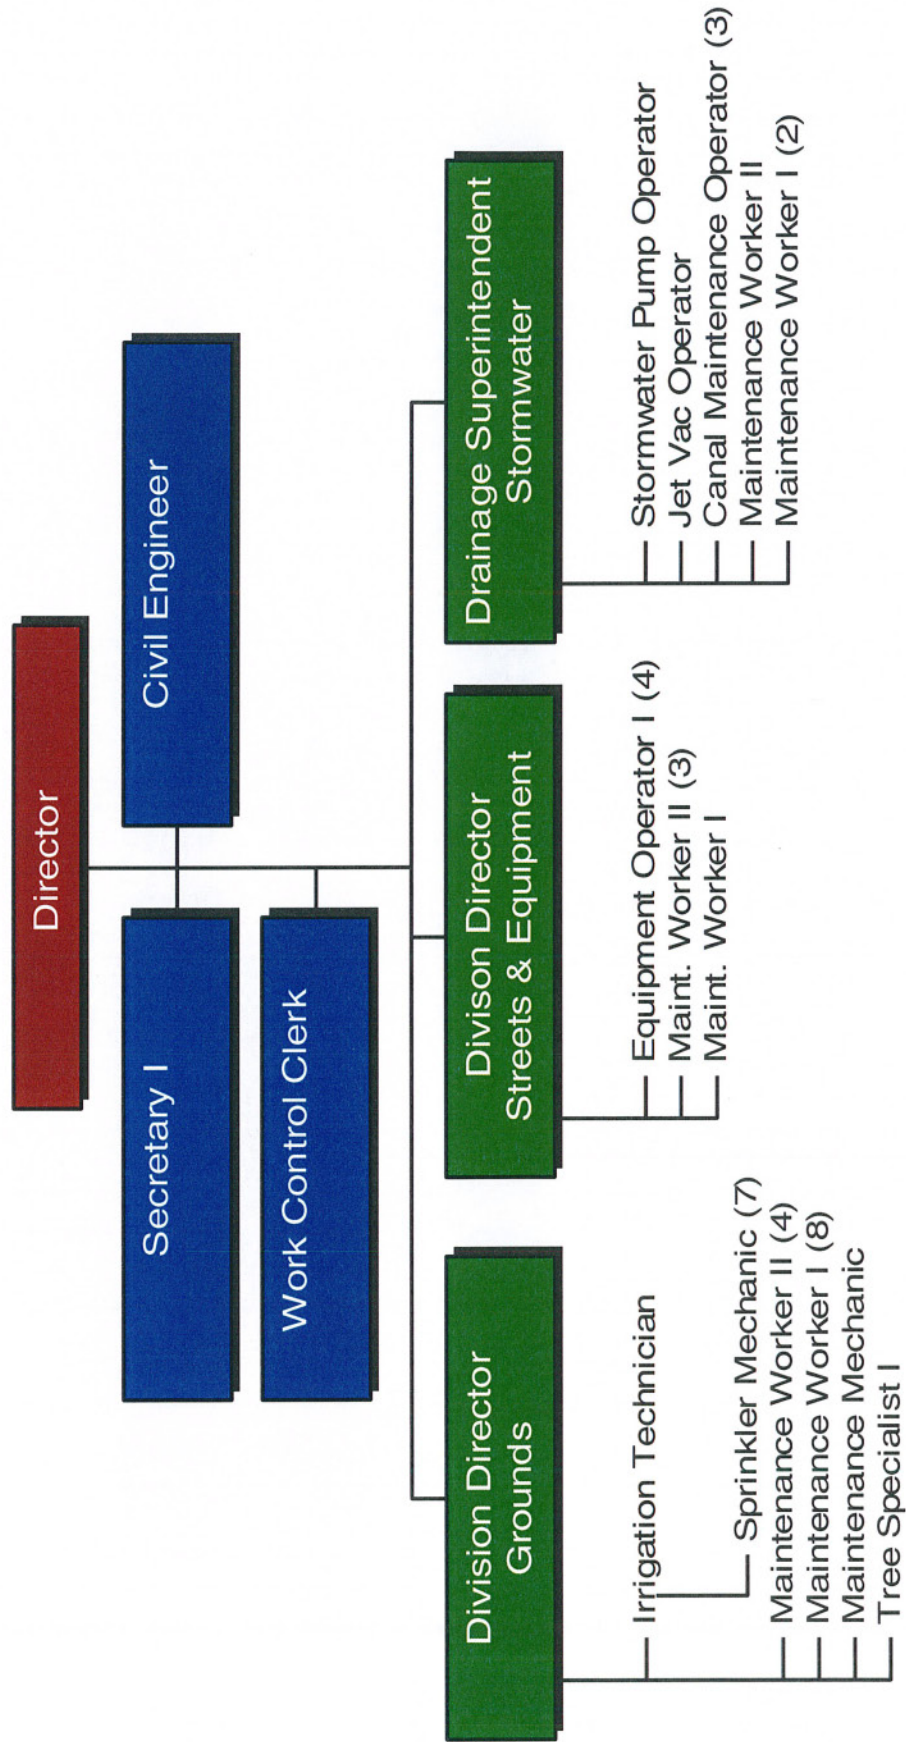 Director
Secretary I
Civil Engineer
Work Control Clerk
Division Director
Grounds
Irrigation Technician
Sprinkler Mechanic (7)
Maintenance Worker II (4)
Maintenance Worker I (8)
Maintenance Mechanic
Tree Specialist I
Divison Director
Streets & Equipment
Equipment Operator I (4)
Maint. Worker II (3)
Maint. Worker I
Drainage Superintendent
Stormwater
Stormwater Pump Operator
Jet Vac Operator
Canal Maintenance Operator (3)
Maintenance Worker II
Maintenance Worker I (2)